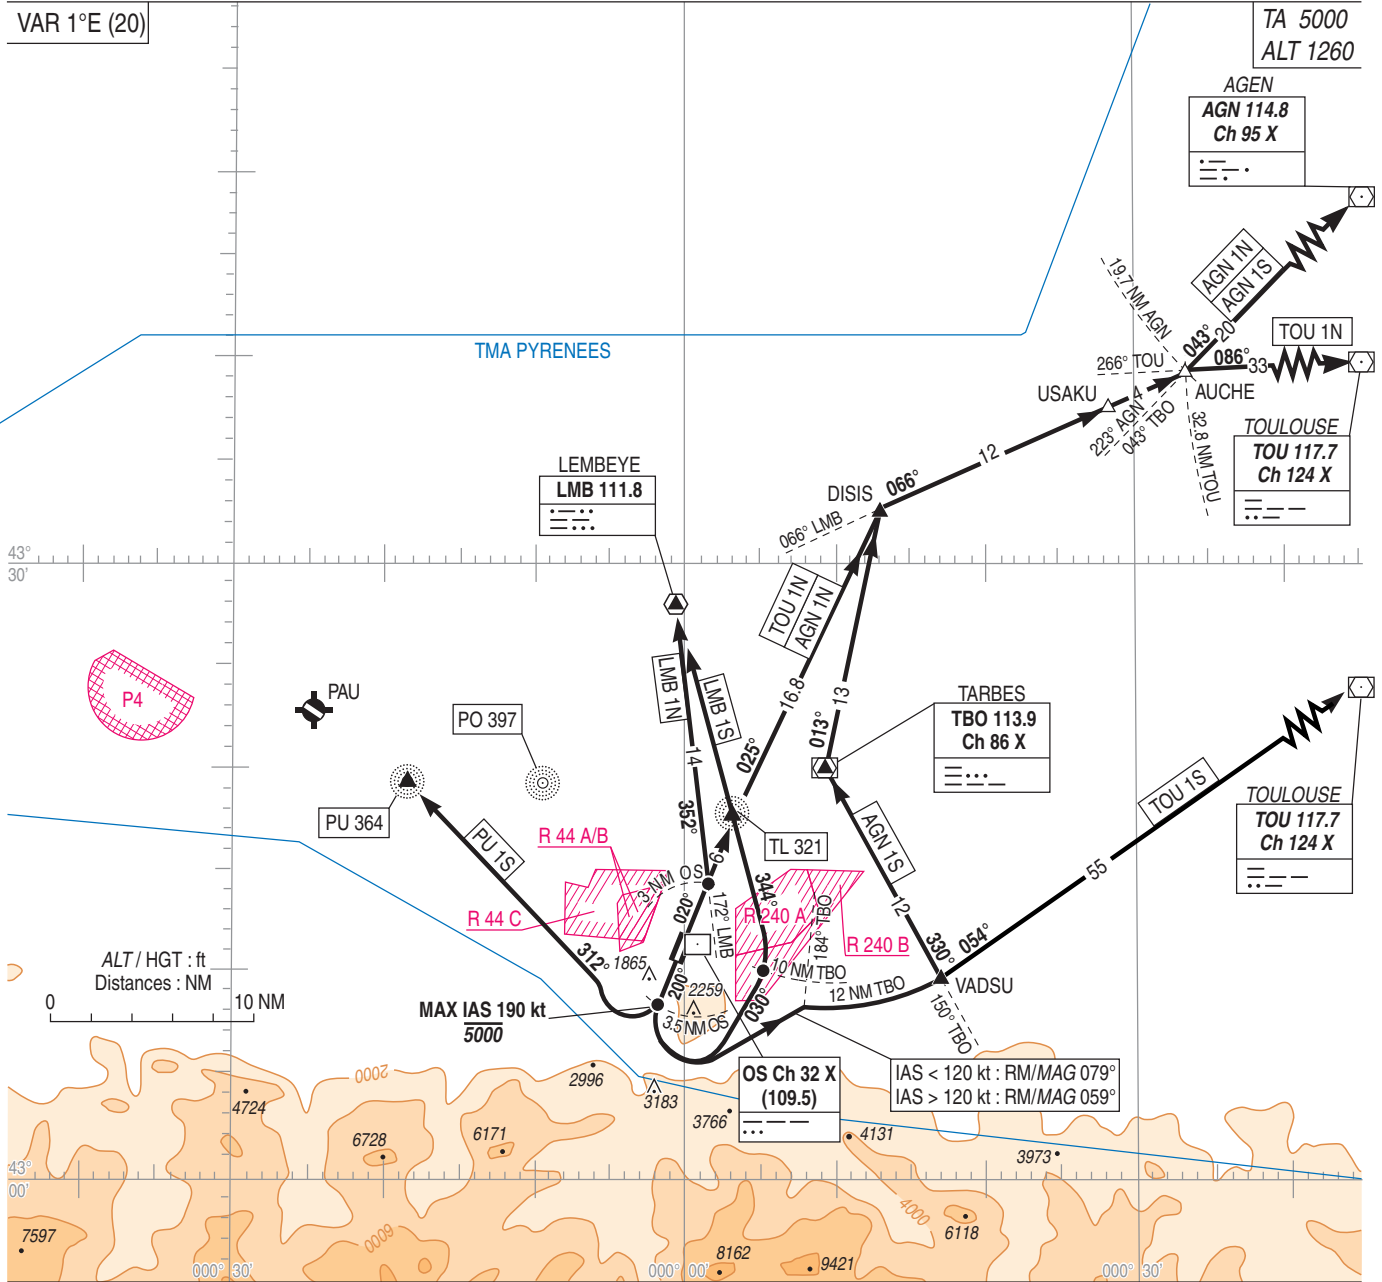 VAR 1°E (20)
TA 5000
ALT 1260
AGEN
AGN 114.8
Ch 95 X
AGN 1N
AGN 1S
19.7 NM AGN
043°
20
TOU 1N
086°
33
266° TOU
TMA PYRENEES
USAKU
4
AUCHE
223° AGN
043° TBO
32.8 NM TOU
TOULOUSE
TOU 117.7
Ch 124 X
LEMBEYE
LMB 111.8
DISIS
066°
12
066° LMB
43°
30'
TOU 1N
AGN 1N
LMB 1N
LMB 1S
P4
PAU
PO 397
16.8
13
013°
025°
14
TARBES
TBO 113.9
Ch 86 X
TOU 1S
TOULOUSE
TOU 117.7
Ch 124 X
PU 364
PU 1S
352°
R 44 A/B
TL 321
6
AGN 1S
55
3 NM OS
344°
R 44 C
020°
172° LMB
R 240 A
184° TBO
R 240 B
12
330°
054°
312°
1865
200°
2259
10 NM TBO
12 NM TBO
VADSU
150° TBO
ALT / HGT : ft
Distances : NM
0
10 NM
MAX IAS 190 kt
5000
3.5 NM OS
030°
2000
4724
2996
3183
3766
OS Ch 32 X
(109.5)
IAS < 120 kt : RM/MAG 079°
IAS > 120 kt : RM/MAG 059°
6728
6171
4131
3973
43°
00'
4000
6118
7597
6000
8162
9421
000° 30'
000° 00'
000° 30'